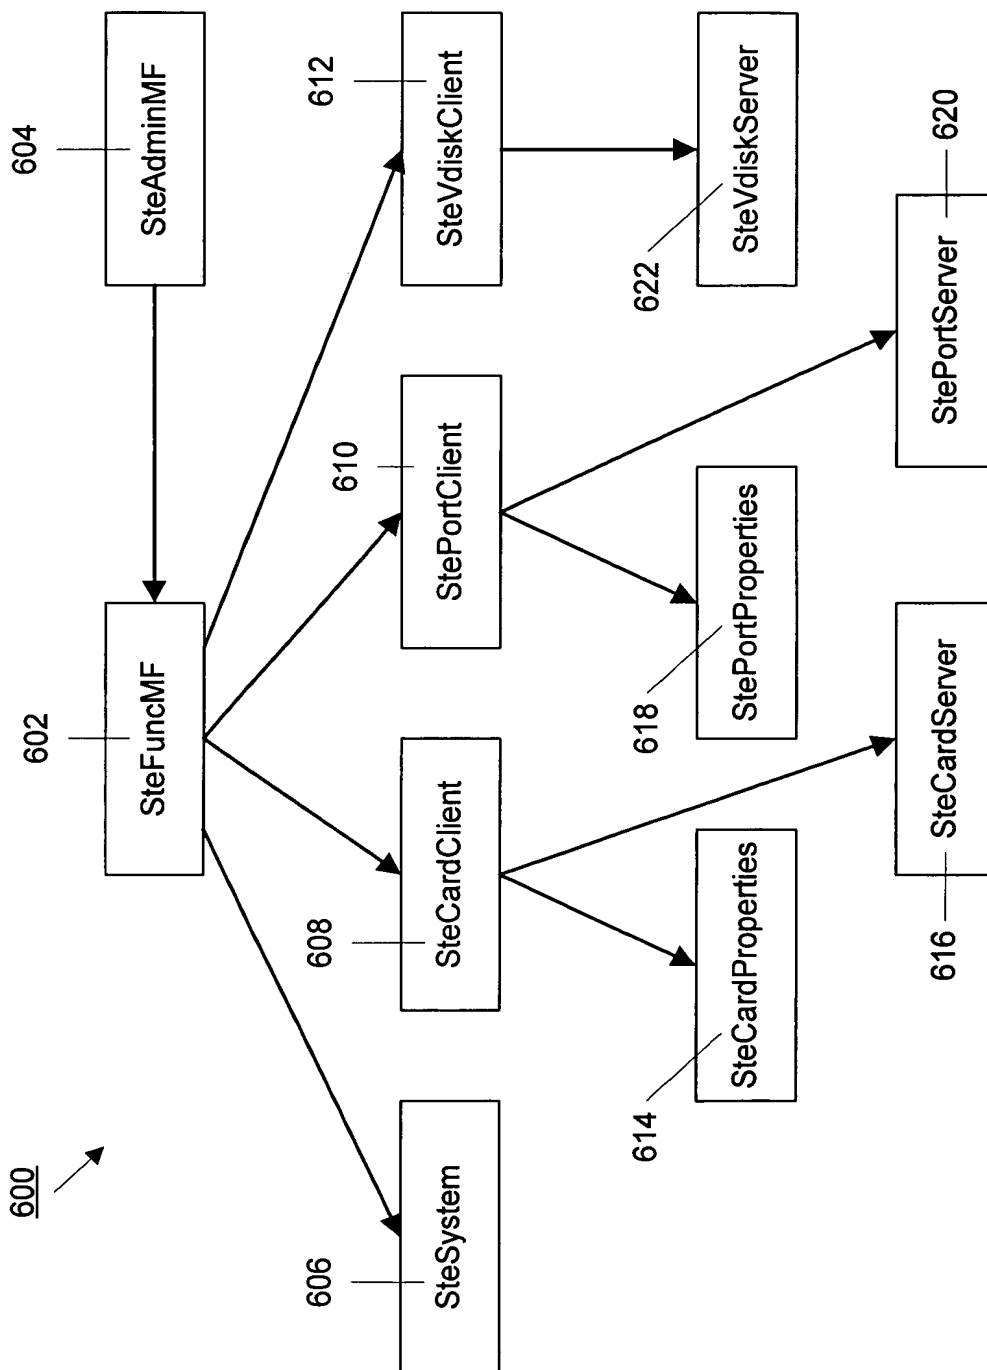 600
602
SteFuncMF
604
SteAdminMF
606
SteSystem
608
SteCardClient
610
StePortClient
612
SteVdiskClient
614
SteCardProperties
618
StePortProperties
622
SteVdiskServer
616
SteCardServer
620
StePortServer